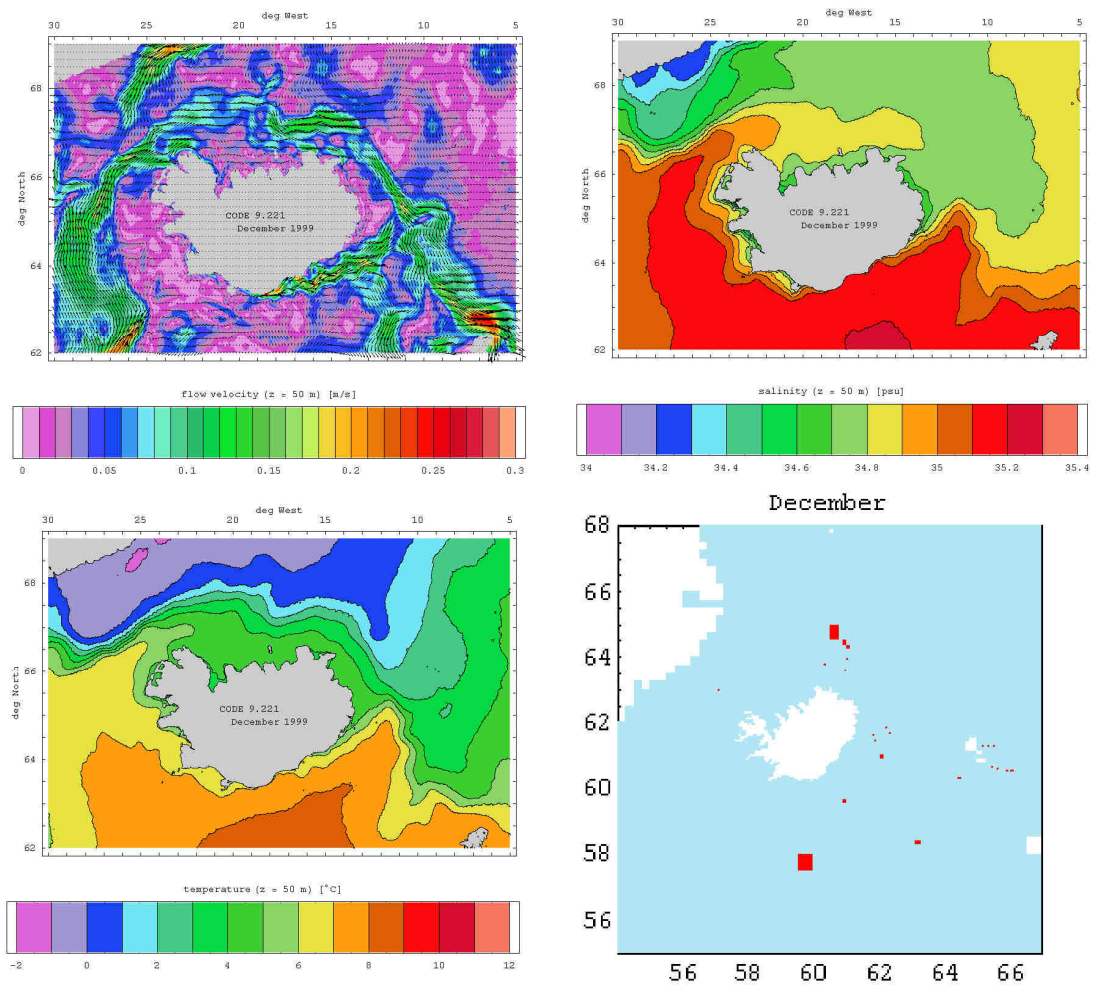 deg West
30 25 20 15 10 5
68
66
64
62
deg North
CODE 9.221
December 1999
flow velocity (z = 50 m) [m/s]
0 0.05 0.1 0.15 0.2 0.25 0.3
deg West
30 25 20 15 10 5
68
66
64
62
deg North
CODE 9.221
December 1999
salinity (z = 50 m) [psu]
34 34.2 34.4 34.6 34.8 35 35.2 35.4
deg West
30 25 20 15 10 5
68
66
64
62
deg North
CODE 9.221
December 1999
temperature (z = 50 m) [°C]
-2 0 2 4 6 8 10 12
December
68
66
64
62
60
58
56
56 58 60 62 64 66